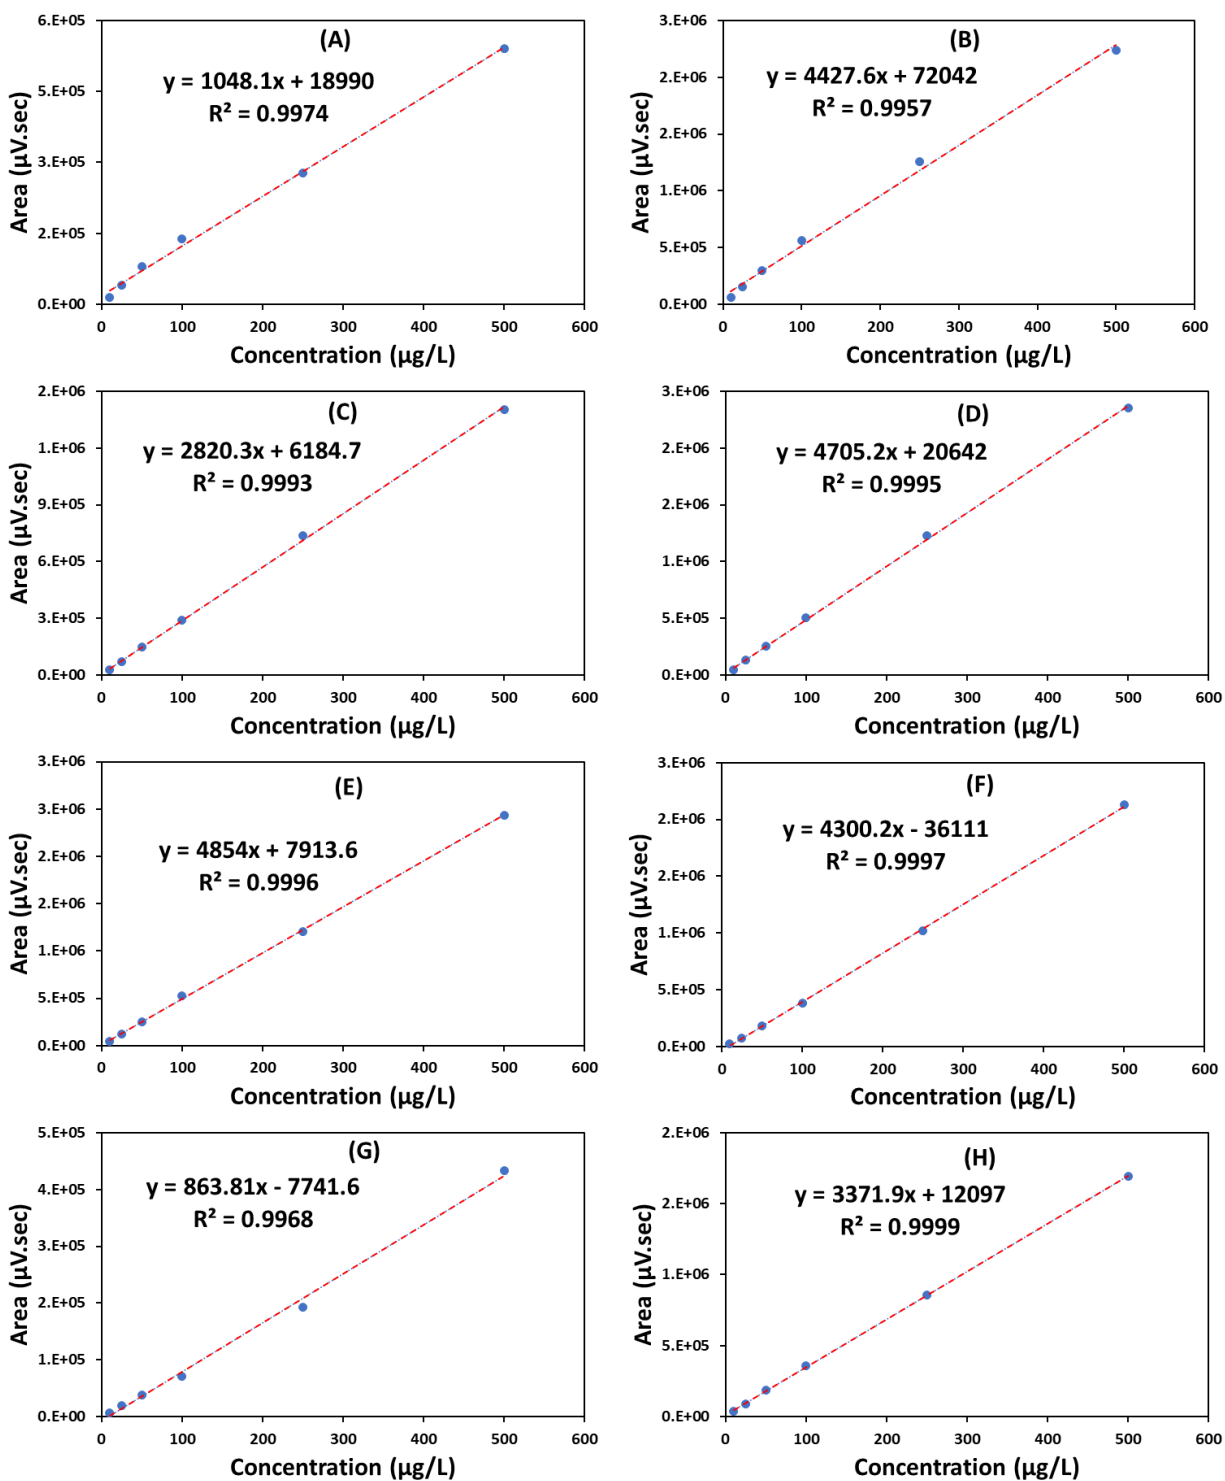 (A)
y = 1048.1x + 18990
R² = 0.9974
6.E+05
5.E+05
3.E+05
2.E+05
0.E+00
0 100 200 300 400 500 600
Area (µV.sec)
Concentration (µg/L)
(B)
y = 4427.6x + 72042
R² = 0.9957
3.E+06
2.E+06
2.E+06
1.E+06
5.E+05
0.E+00
0 100 200 300 400 500 600
Area (µV.sec)
Concentration (µg/L)
(C)
y = 2820.3x + 6184.7
R² = 0.9993
2.E+06
1.E+06
9.E+05
6.E+05
3.E+05
0.E+00
0 100 200 300 400 500 600
Area (µV.sec)
Concentration (µg/L)
(D)
y = 4705.2x + 20642
R² = 0.9995
3.E+06
2.E+06
2.E+06
1.E+06
5.E+05
0.E+00
0 100 200 300 400 500 600
Area (µV.sec)
Concentration (µg/L)
(E)
y = 4854x + 7913.6
R² = 0.9996
3.E+06
3.E+06
2.E+06
2.E+06
1.E+06
5.E+05
0.E+00
0 100 200 300 400 500 600
Area (µV.sec)
Concentration (µg/L)
(F)
y = 4300.2x - 36111
R² = 0.9997
3.E+06
2.E+06
2.E+06
1.E+06
5.E+05
0.E+00
0 100 200 300 400 500 600
Area (µV.sec)
Concentration (µg/L)
(G)
y = 863.81x - 7741.6
R² = 0.9968
5.E+05
4.E+05
3.E+05
2.E+05
1.E+05
0.E+00
0 100 200 300 400 500 600
Area (µV.sec)
Concentration (µg/L)
(H)
y = 3371.9x + 12097
R² = 0.9999
2.E+06
2.E+06
1.E+06
5.E+05
0.E+00
0 100 200 300 400 500 600
Area (µV.sec)
Concentration (µg/L)